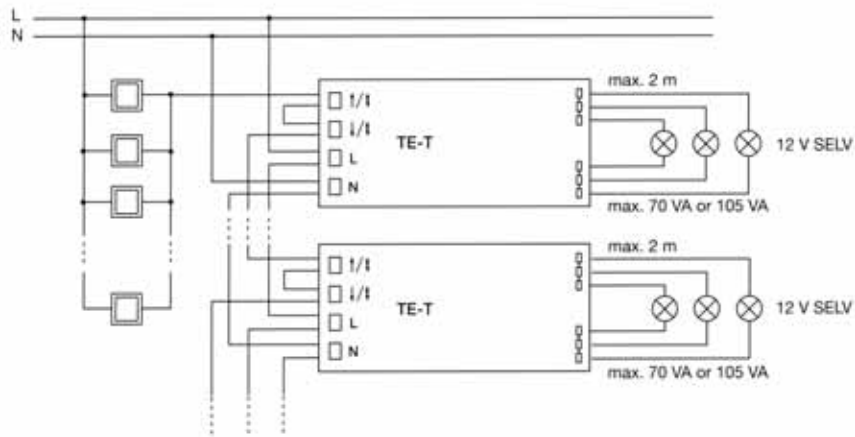 L
N
max. 2 m
↑/↕
↓/↕
TE-T
L
N
12 V SELV
max. 70 VA or 105 VA
max. 2 m
↑/↕
↓/↕
TE-T
L
N
12 V SELV
max. 70 VA or 105 VA